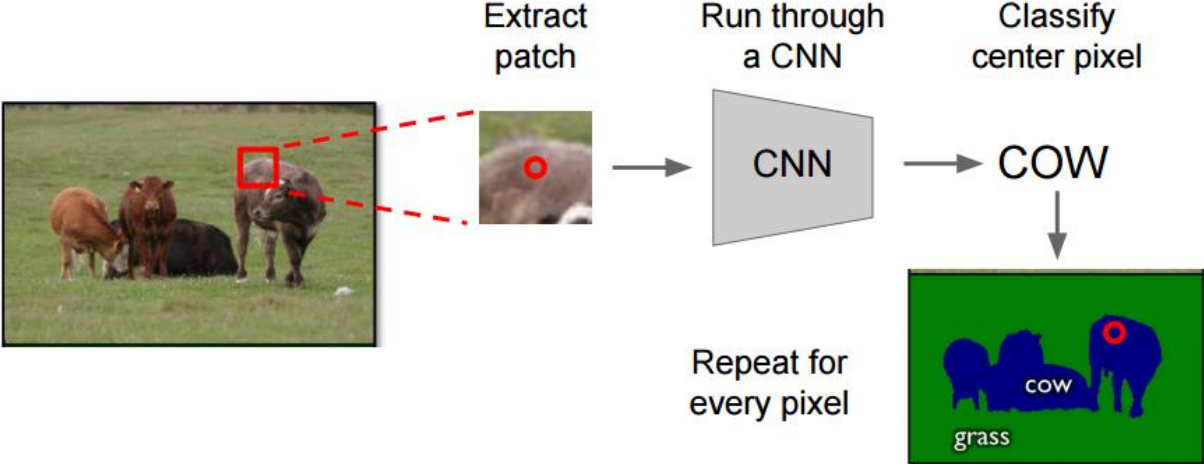 Extract
patch
Run through
a CNN
Classify
center pixel
CNN
COW
Repeat for
every pixel
cow
grass